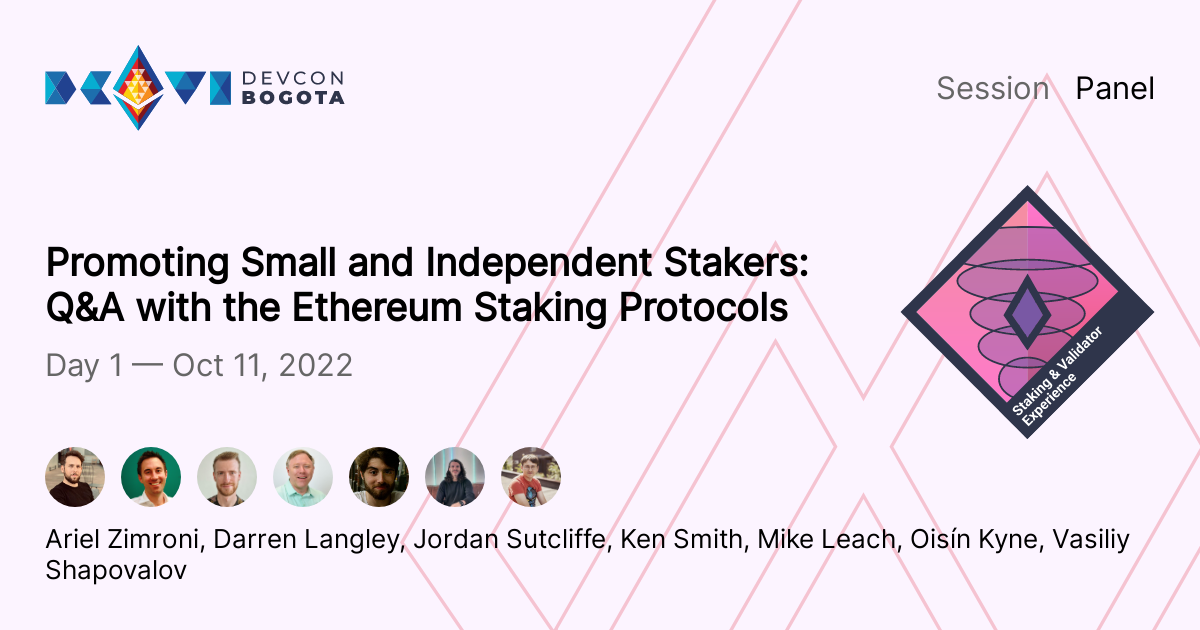 DEVCON
BOGOTA
Session Panel
Promoting Small and Independent Stakers:
Q&A with the Ethereum Staking Protocols
Day 1 — Oct 11, 2022
Staking & Validator
Experience
Ariel Zimroni, Darren Langley, Jordan Sutcliffe, Ken Smith, Mike Leach, Oisín Kyne, Vasiliy
Shapovalov